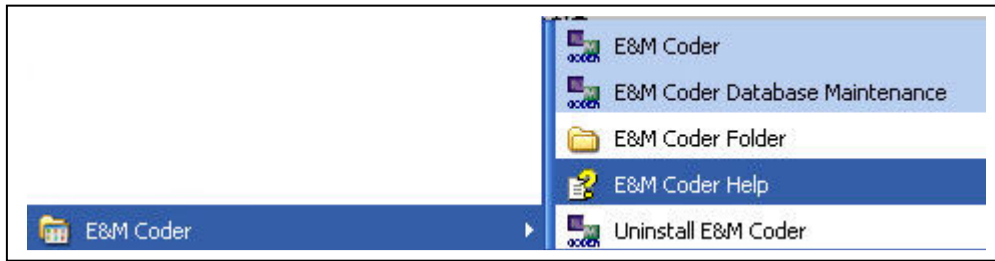 E&M Coder
E&M Coder Database Maintenance
E&M Coder Folder
E&M Coder Help
E&M Coder
Uninstall E&M Coder